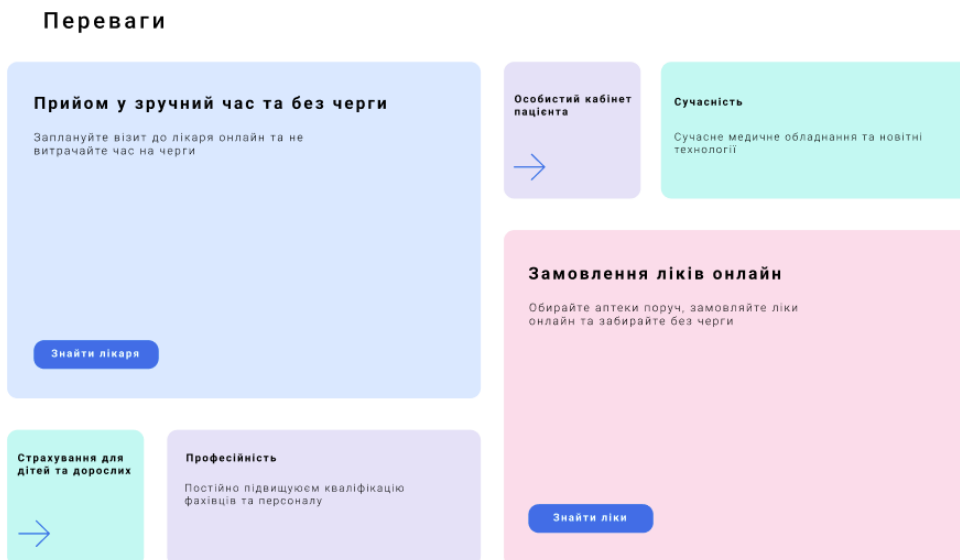 Переваги
Прийом у зручний час та без черги
Заплануйте візит до лікаря онлайн та не
витрачайте час на черги
Знайти лікаря
Особистий кабінет
пацієнта
Сучасність
Сучасне медичне обладнання та новітні
технології
Замовлення ліків онлайн
Обирайте аптеки поруч, замовляйте ліки
онлайн та забирайте без черги
Знайти ліки
Страхування для
дітей та дорослих
Професійність
Постійно підвищуюєм кваліфікацію
фахівців та персоналу